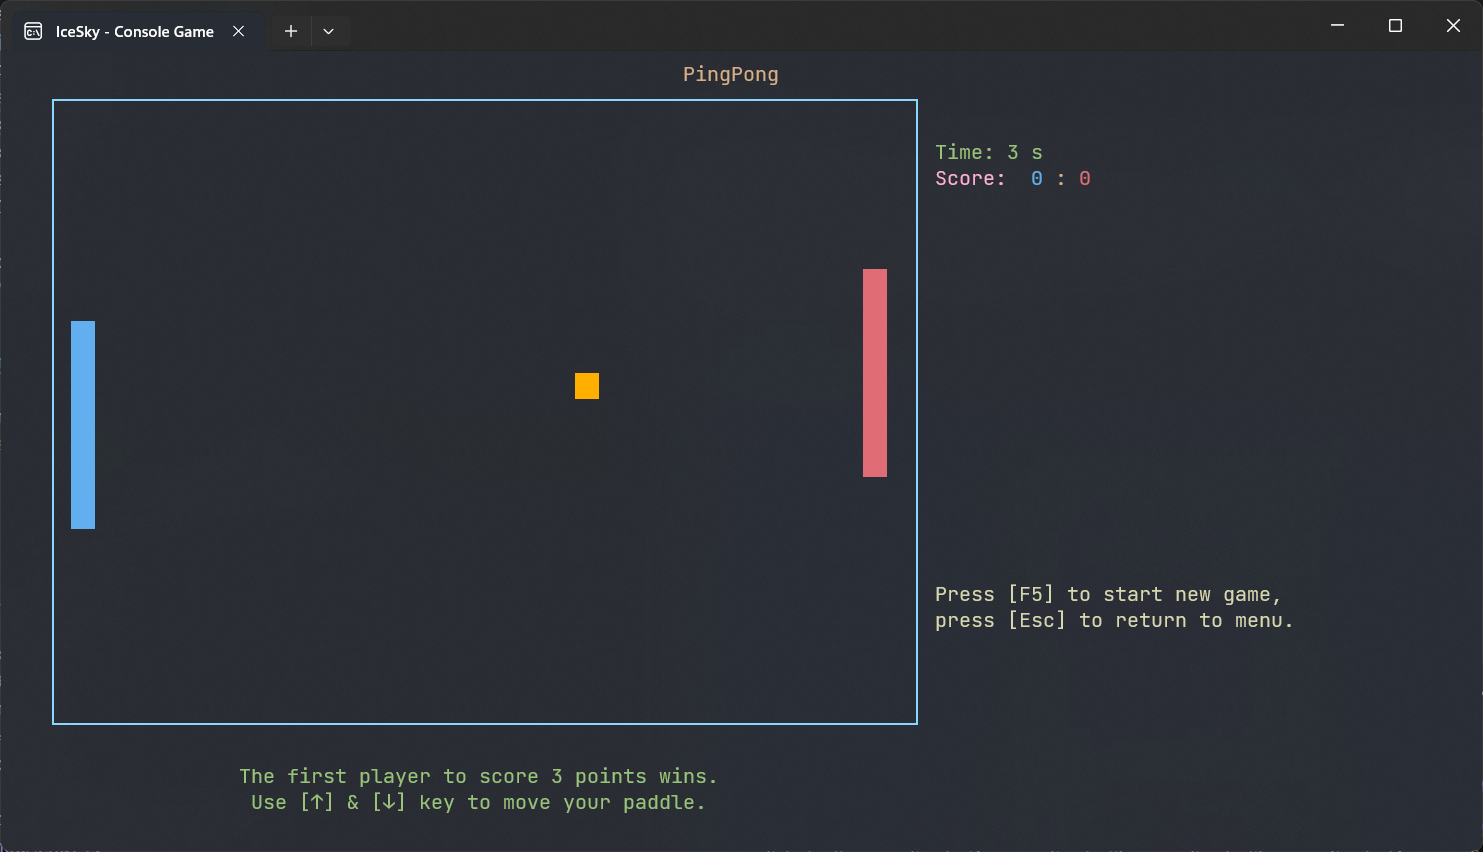 IceSky - Console Game
PingPong
Time: 3 s
Score: 0 : 0
Press [F5] to start new game,
press [Esc] to return to menu.
The first player to score 3 points wins.
Use [↑] & [↓] key to move your paddle.